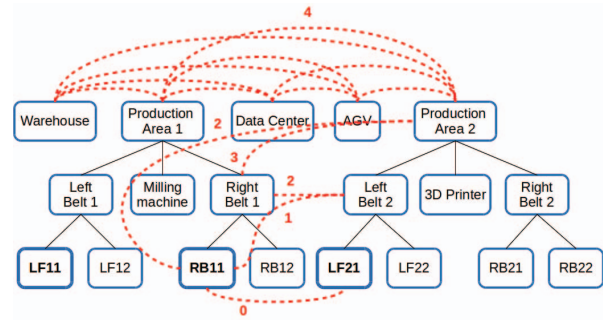 4
Warehouse
Production
Area 1
2
Data Center
AGV
Production
Area 2
3
Left
Belt 1
Milling
machine
Right
Belt 1
2
1
Left
Belt 2
3D Printer
Right
Belt 2
LF11
LF12
RB11
RB12
LF21
LF22
RB21
RB22
0